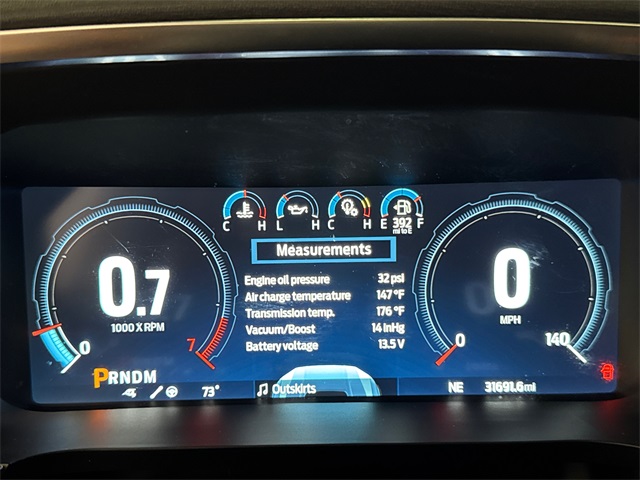 C H L H C H E 392 F
mi to E
Measurements
Engine oil pressure 32 psi
Air charge temperature 147 °F
Transmission temp. 176 °F
Vacuum/Boost 14 inHg
Battery voltage 13.5 V
0.7
1000 X RPM
0 7
0
MPH
0 140
PRNDM
73° Outskirts NE 31691.6 mi